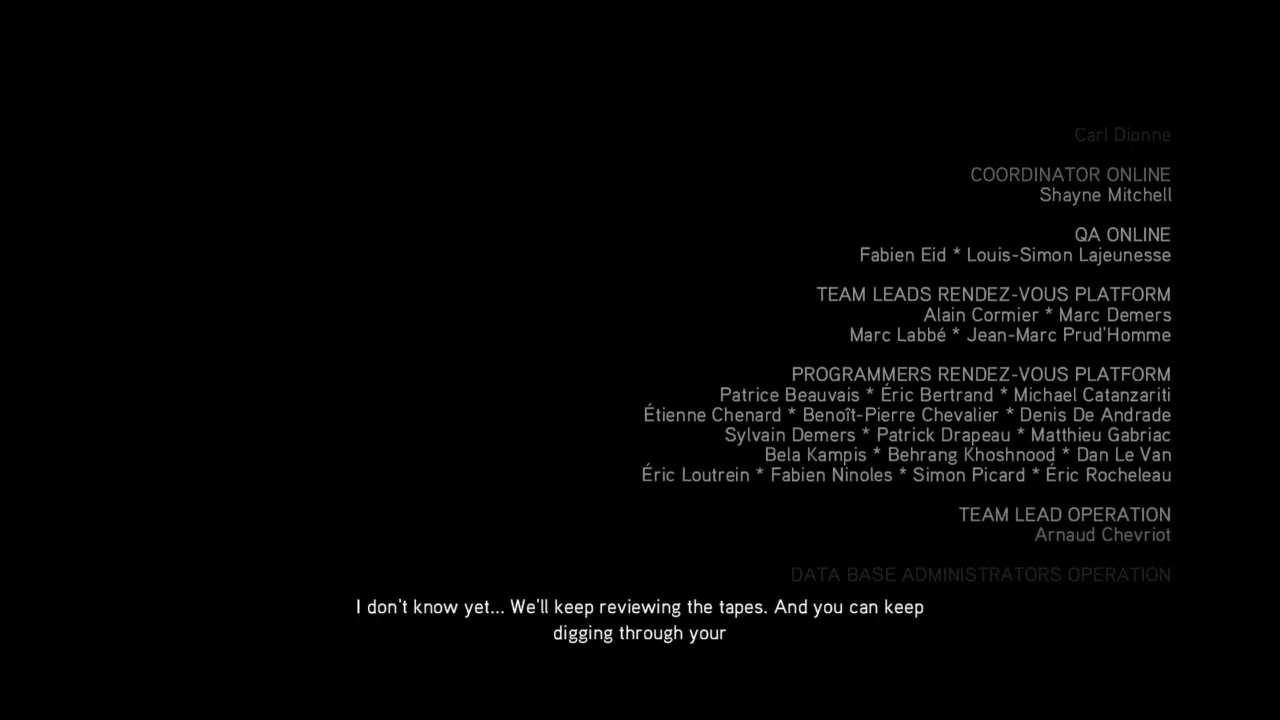 Carl Dionne
COORDINATOR ONLINE
Shayne Mitchell
QA ONLINE
Fabien Eid * Louis-Simon Lajeunesse
TEAM LEADS RENDEZ-VOUS PLATFORM
Alain Cormier * Marc Demers
Marc Labbé * Jean-Marc Prud'Homme
PROGRAMMERS RENDEZ-VOUS PLATFORM
Patrice Beauvais * Éric Bertrand * Michael Catanzariti
Étienne Chenard * Benoît-Pierre Chevalier * Denis De Andrade
Sylvain Demers * Patrick Drapeau * Matthieu Gabriac
Bela Kampis * Behrang Khoshnood * Dan Le Van
Éric Loutrein * Fabien Ninoles * Simon Picard * Éric Rocheleau
TEAM LEAD OPERATION
Arnaud Chevriot
DATA BASE ADMINISTRATORS OPERATION
I don't know yet... We'll keep reviewing the tapes. And you can keep
digging through your